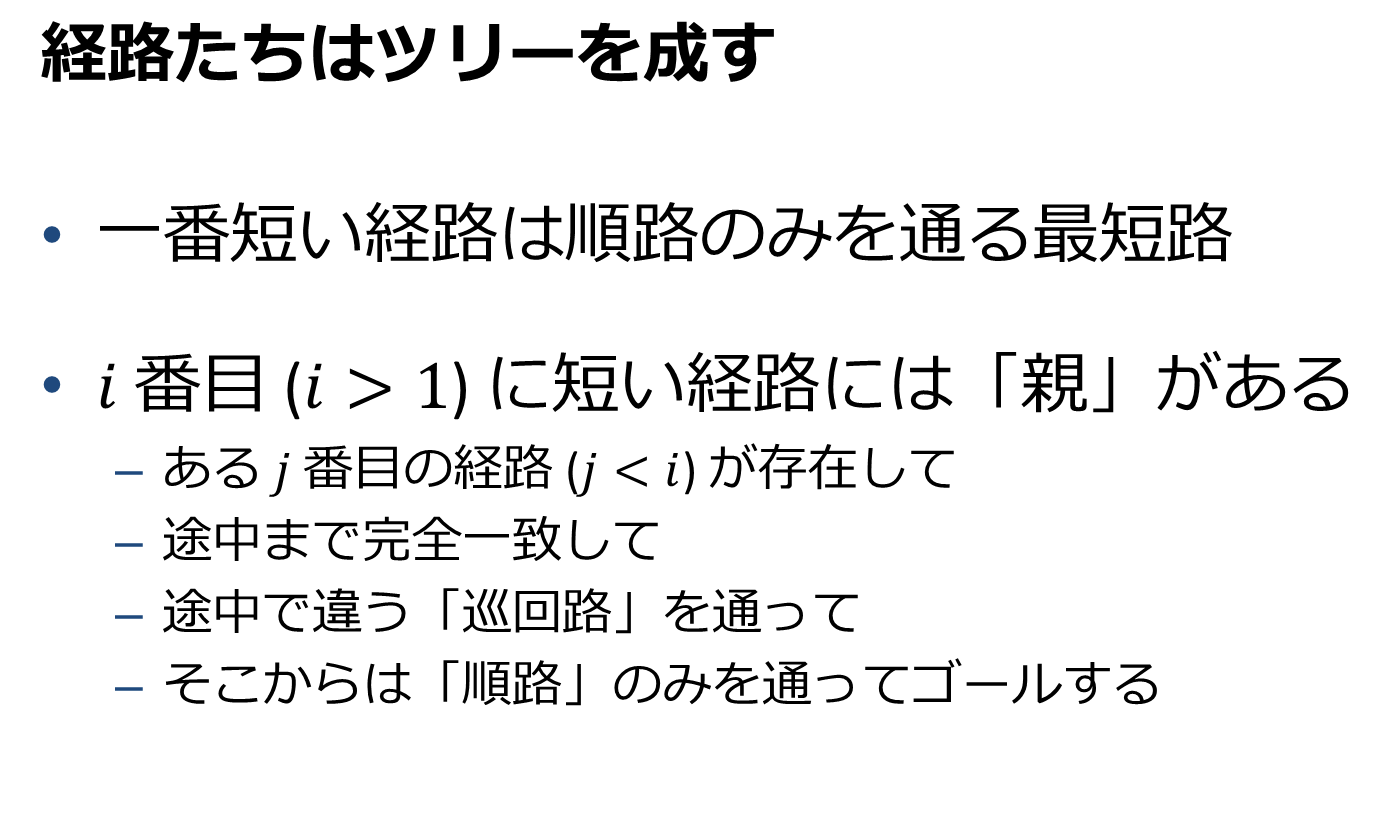 経路たちはツリーを成す
• 一番短い経路は順路のみを通る最短路
• i 番目 (i > 1) に短い経路には「親」がある
– ある j 番目の経路 (j < i) が存在して
– 途中まで完全一致して
– 途中で違う「巡回路」を通って
– そこからは「順路」のみを通ってゴールする